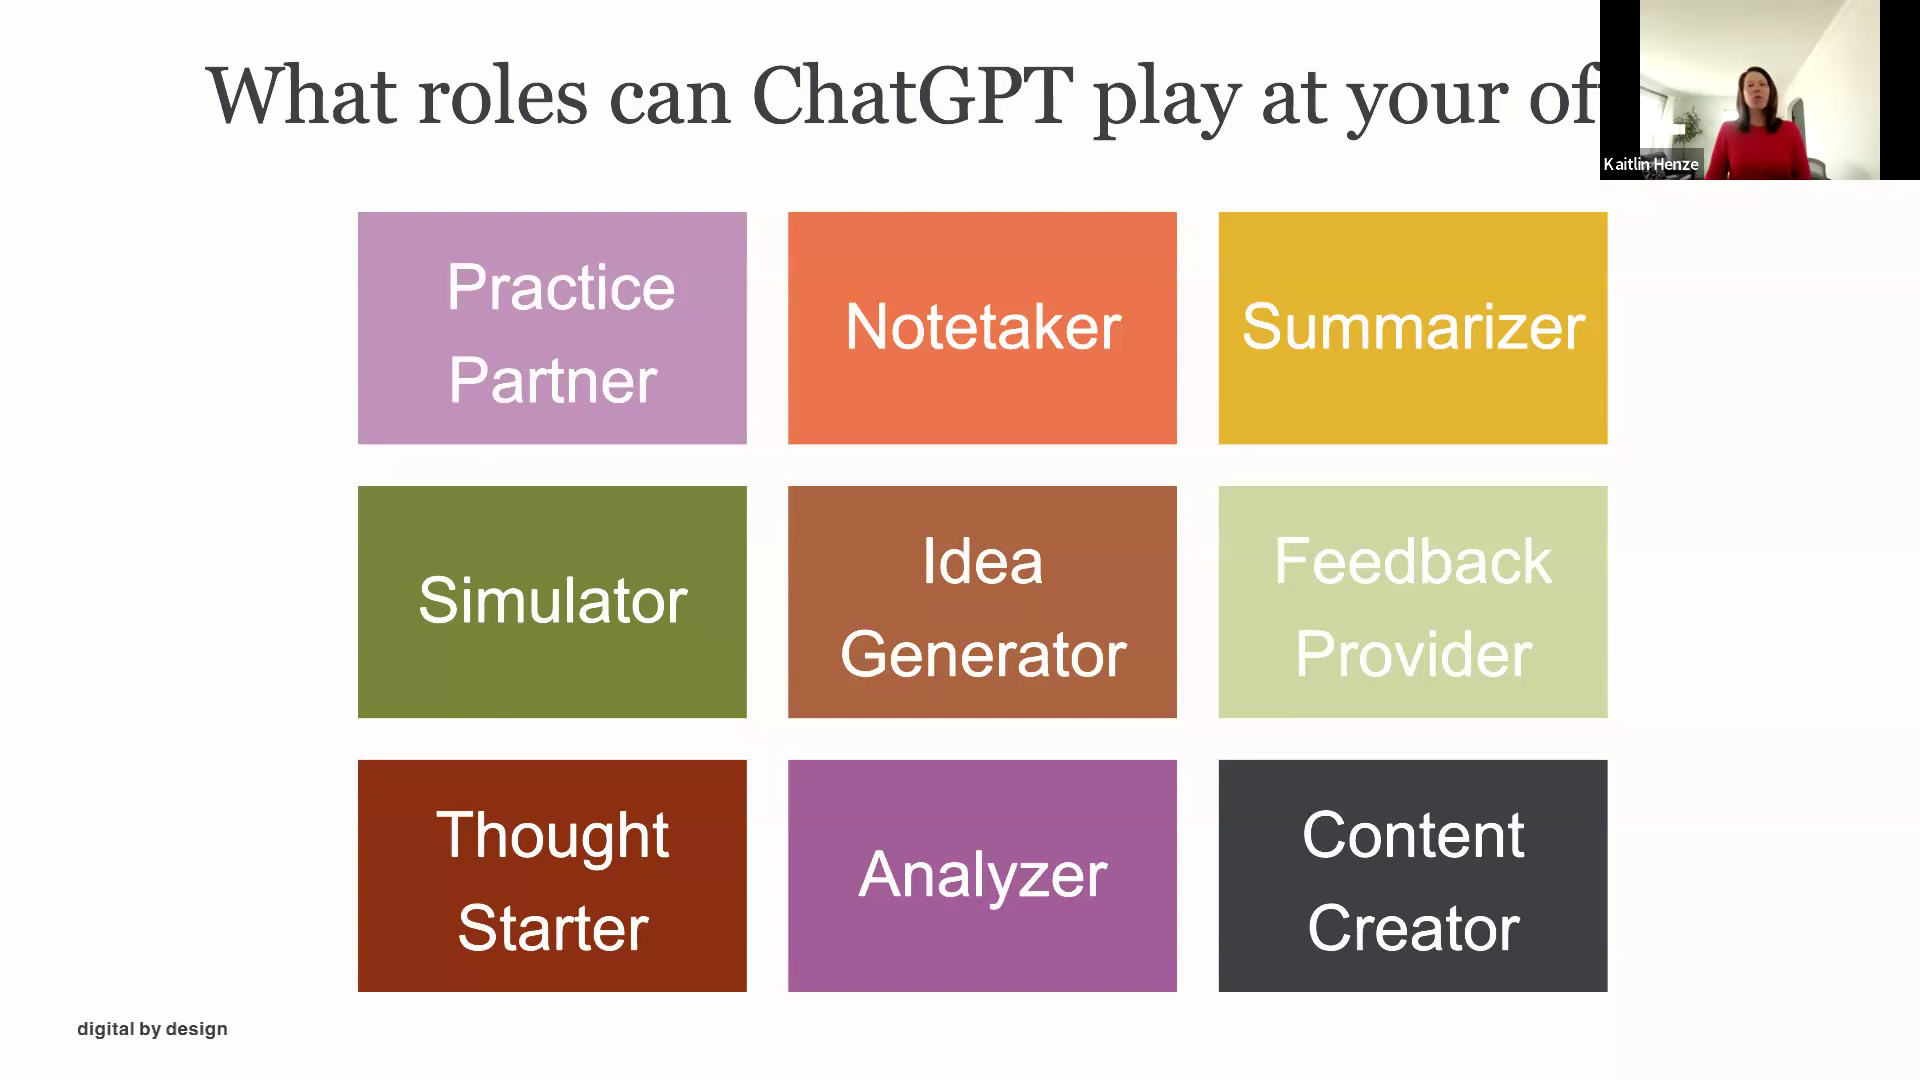 What roles can ChatGPT play at your of
Kaitlin Henze
Practice
Partner
Notetaker
Summarizer
Simulator
Idea
Generator
Feedback
Provider
Thought
Starter
Analyzer
Content
Creator
digital by design